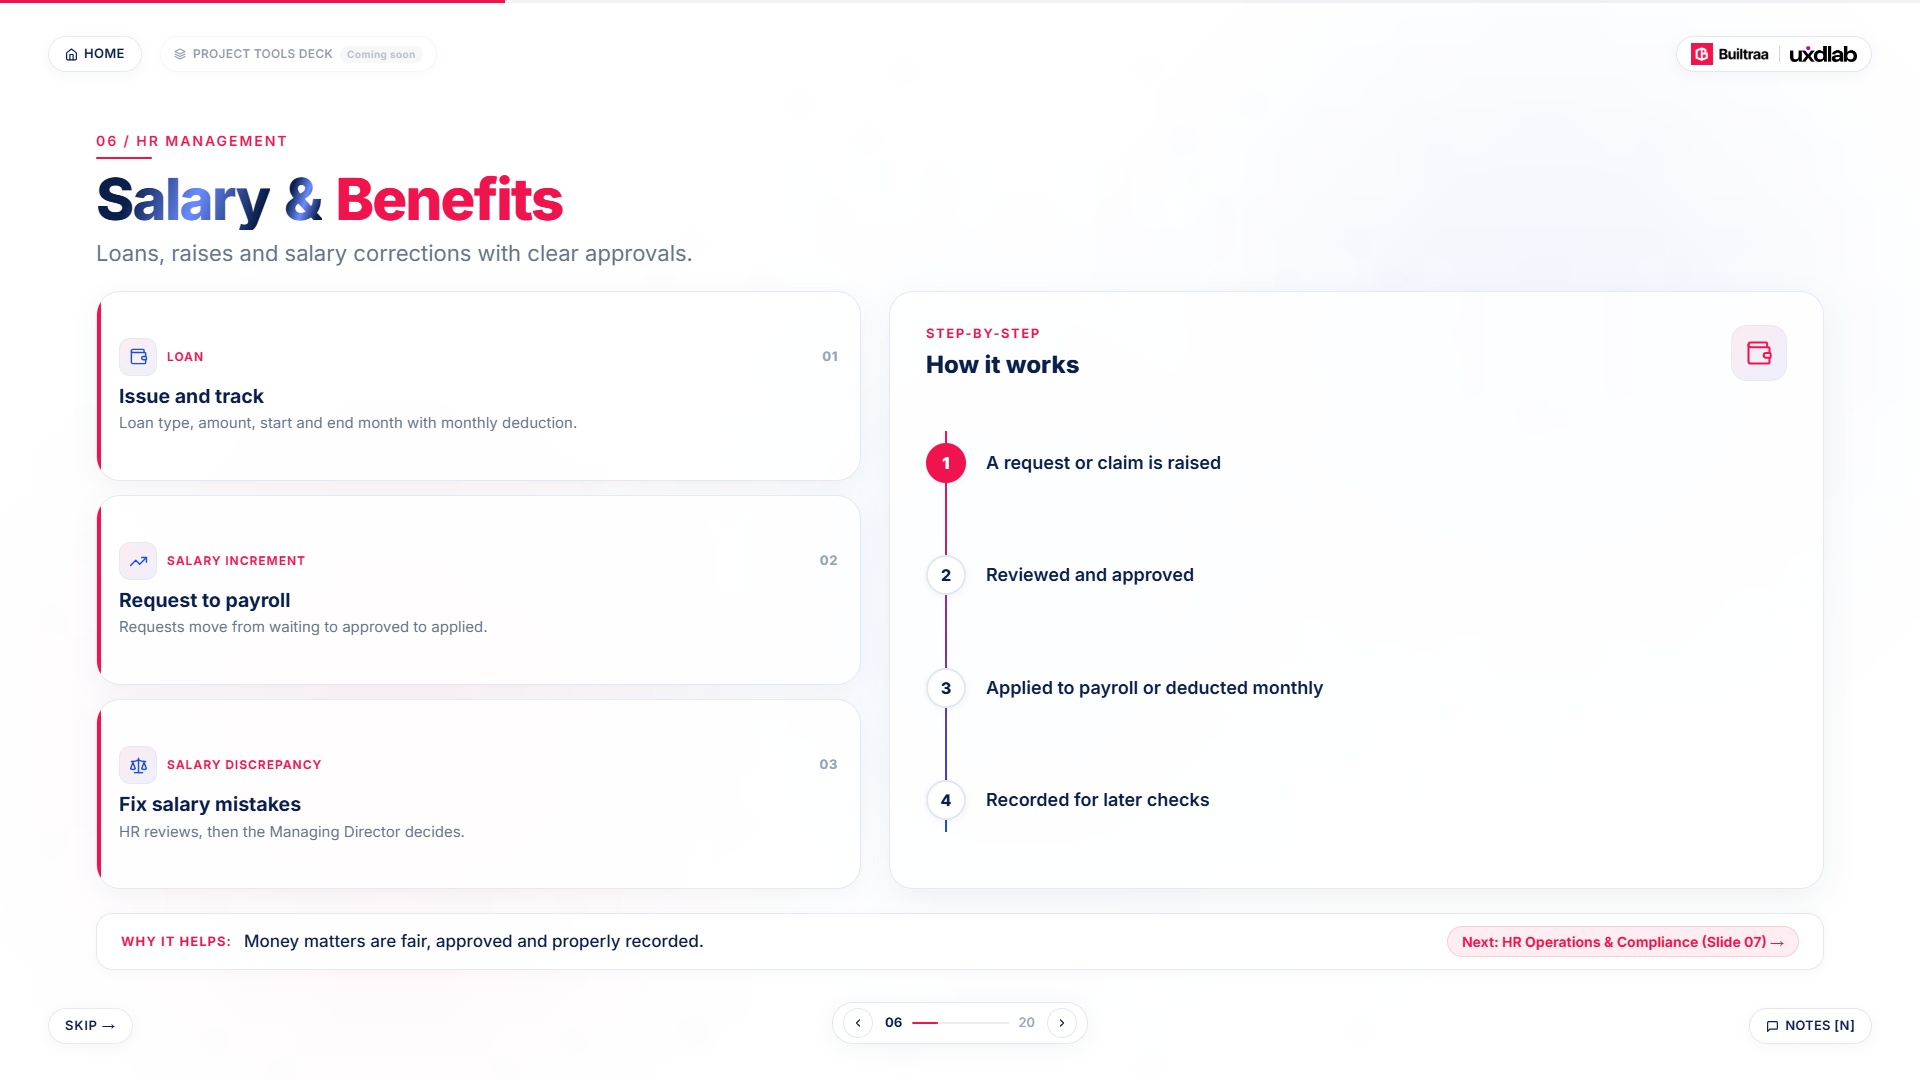 HOME
PROJECT TOOLS DECK Coming soon
Builtraa
uxdlab
06 / HR MANAGEMENT
Salary & Benefits
Loans, raises and salary corrections with clear approvals.
LOAN
01
Issue and track
Loan type, amount, start and end month with monthly deduction.
SALARY INCREMENT
02
Request to payroll
Requests move from waiting to approved to applied.
SALARY DISCREPANCY
03
Fix salary mistakes
HR reviews, then the Managing Director decides.
STEP-BY-STEP
How it works
1 A request or claim is raised
2 Reviewed and approved
3 Applied to payroll or deducted monthly
4 Recorded for later checks
WHY IT HELPS: Money matters are fair, approved and properly recorded.
Next: HR Operations & Compliance (Slide 07) →
SKIP →
06 20
NOTES [N]